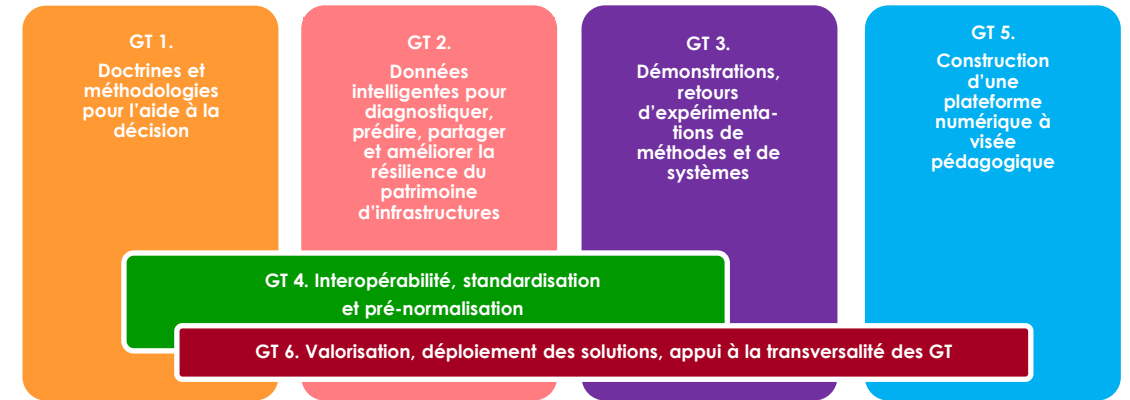 GT 1.
Doctrines et
méthodologies
pour l'aide à la
décision
GT 2.
Données
intelligentes pour
diagnostiquer,
prédire, partager
et améliorer la
résilience du
patrimoine
d'infrastructures
GT 3.
Démonstrations,
retours
d'expérimenta-
tions de
méthodes et de
systèmes
GT 5.
Construction
d'une
plateforme
numérique à
visée
pédagogique
GT 4. Interopérabilité, standardisation
et pré-normalisation
GT 6. Valorisation, déploiement des solutions, appui à la transversalité des GT